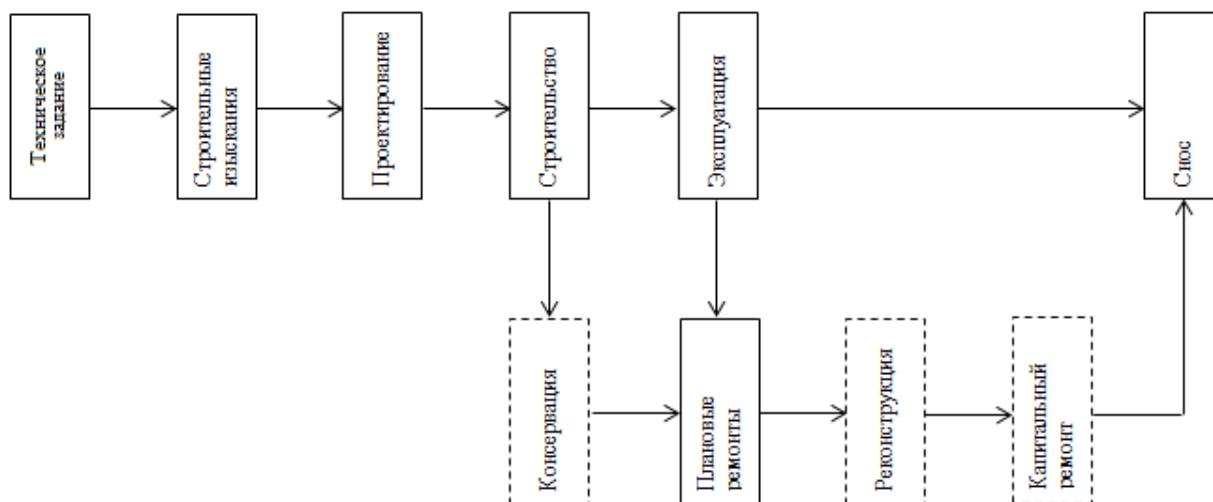 Техническое
задание
Строительные
изыскания
Проектирование
Строительство
Эксплуатация
Снос
Консервация
Плановые
ремонты
Реконструкция
Капитальный
ремонт